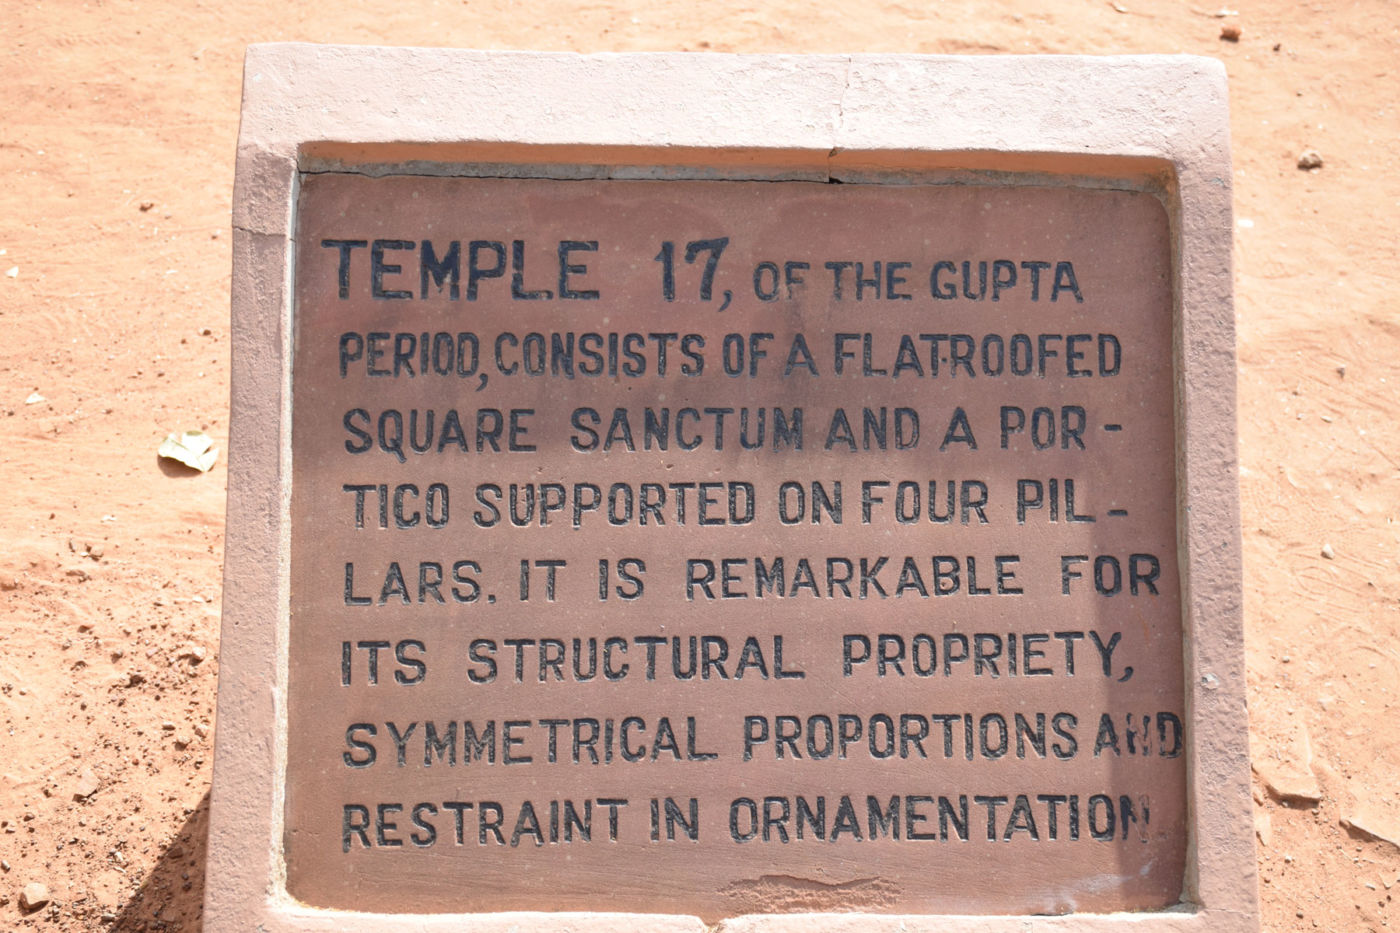 TEMPLE 17, OF THE GUPTA
PERIOD, CONSISTS OF A FLAT-ROOFED
SQUARE SANCTUM AND A POR-
TICO SUPPORTED ON FOUR PIL-
LARS. IT IS REMARKABLE FOR
ITS STRUCTURAL PROPRIETY,
SYMMETRICAL PROPORTIONS AND
RESTRAINT IN ORNAMENTATION